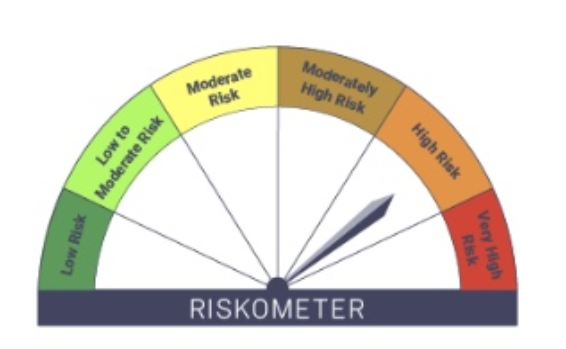 Low Risk
Low to
Moderate Risk
Moderate
Risk
Moderately
High Risk
High Risk
Very High
Risk
RISKOMETER